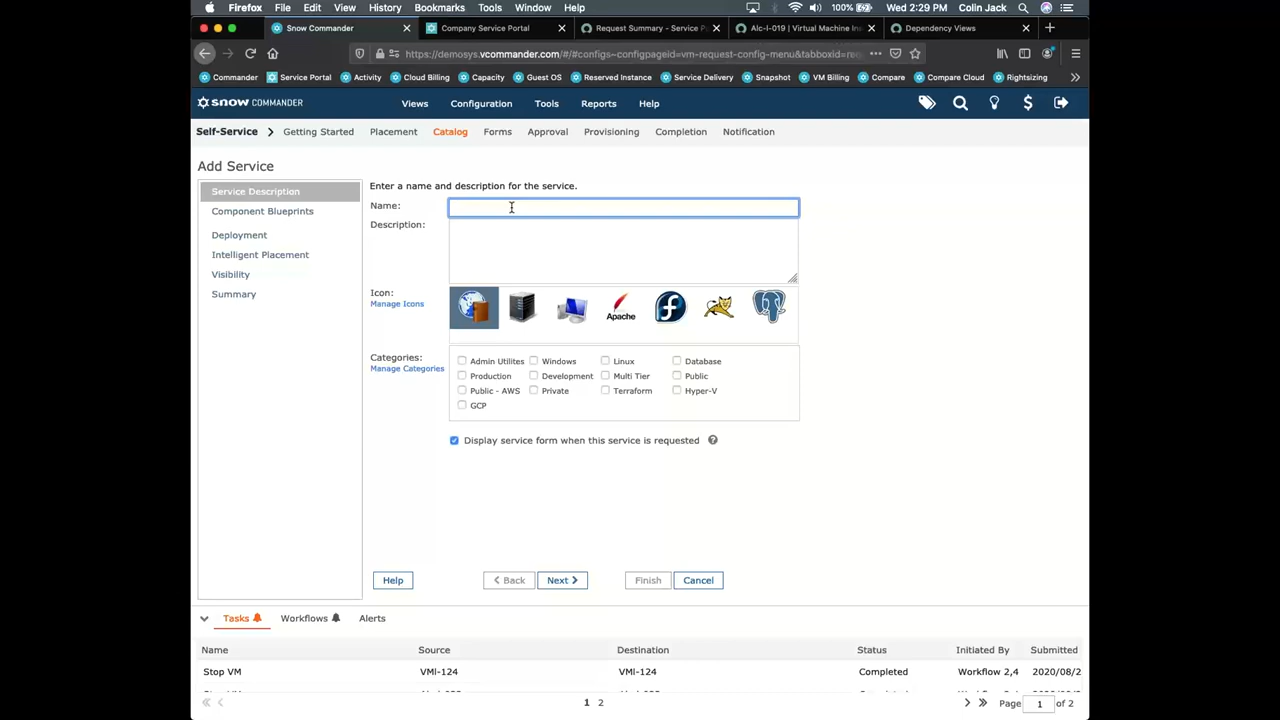 Firefox File Edit View History Bookmarks Tools Window Help 100% Wed 2:29 PM Colin Jack
Snow Commander Company Service Portal Request Summary - Service P Alc-I-019 | Virtual Machine In Dependency Views
https://demosys.vcommander.com/#/#configs-configpageid=vm-request-config-menu&tabboxid=req
Commander Service Portal Activity Cloud Billing Capacity Guest OS Reserved Instance Service Delivery Snapshot VM Billing Compare Compare Cloud Rightsizing
snow COMMANDER Views Configuration Tools Reports Help
Self-Service Getting Started Placement Catalog Forms Approval Provisioning Completion Notification
Add Service
Service Description
Component Blueprints
Deployment
Intelligent Placement
Visibility
Summary
Enter a name and description for the service.
Name:
Description:
Icon:
Manage Icons
APACHE
Categories:
Manage Categories
Admin Utilites Windows Linux Database
Production Development Multi Tier Public
Public - AWS Private Terraform Hyper-V
GCP
Display service form when this service is requested
Help Back Next Finish Cancel
Tasks Workflows Alerts
Name Source Destination Status Initiated By Submitted
Stop VM VMI-124 VMI-124 Completed Workflow 2,4 2020/08/2
1 2 Page 1 of 2